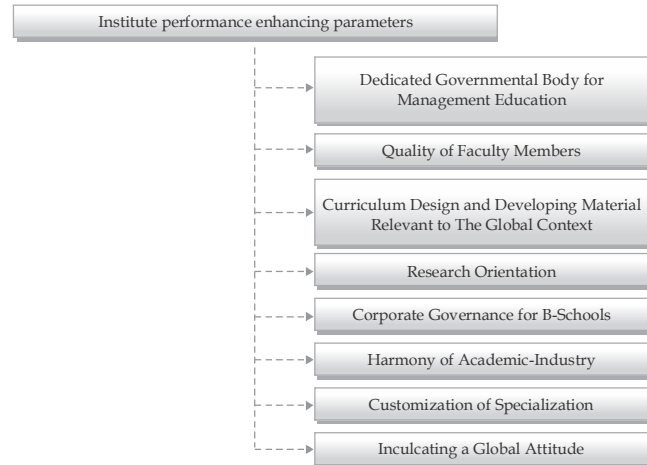 Institute performance enhancing parameters
Dedicated Governmental Body for
Management Education
Quality of Faculty Members
Curriculum Design and Developing Material
Relevant to The Global Context
Research Orientation
Corporate Governance for B-Schools
Harmony of Academic-Industry
Customization of Specialization
Inculcating a Global Attitude